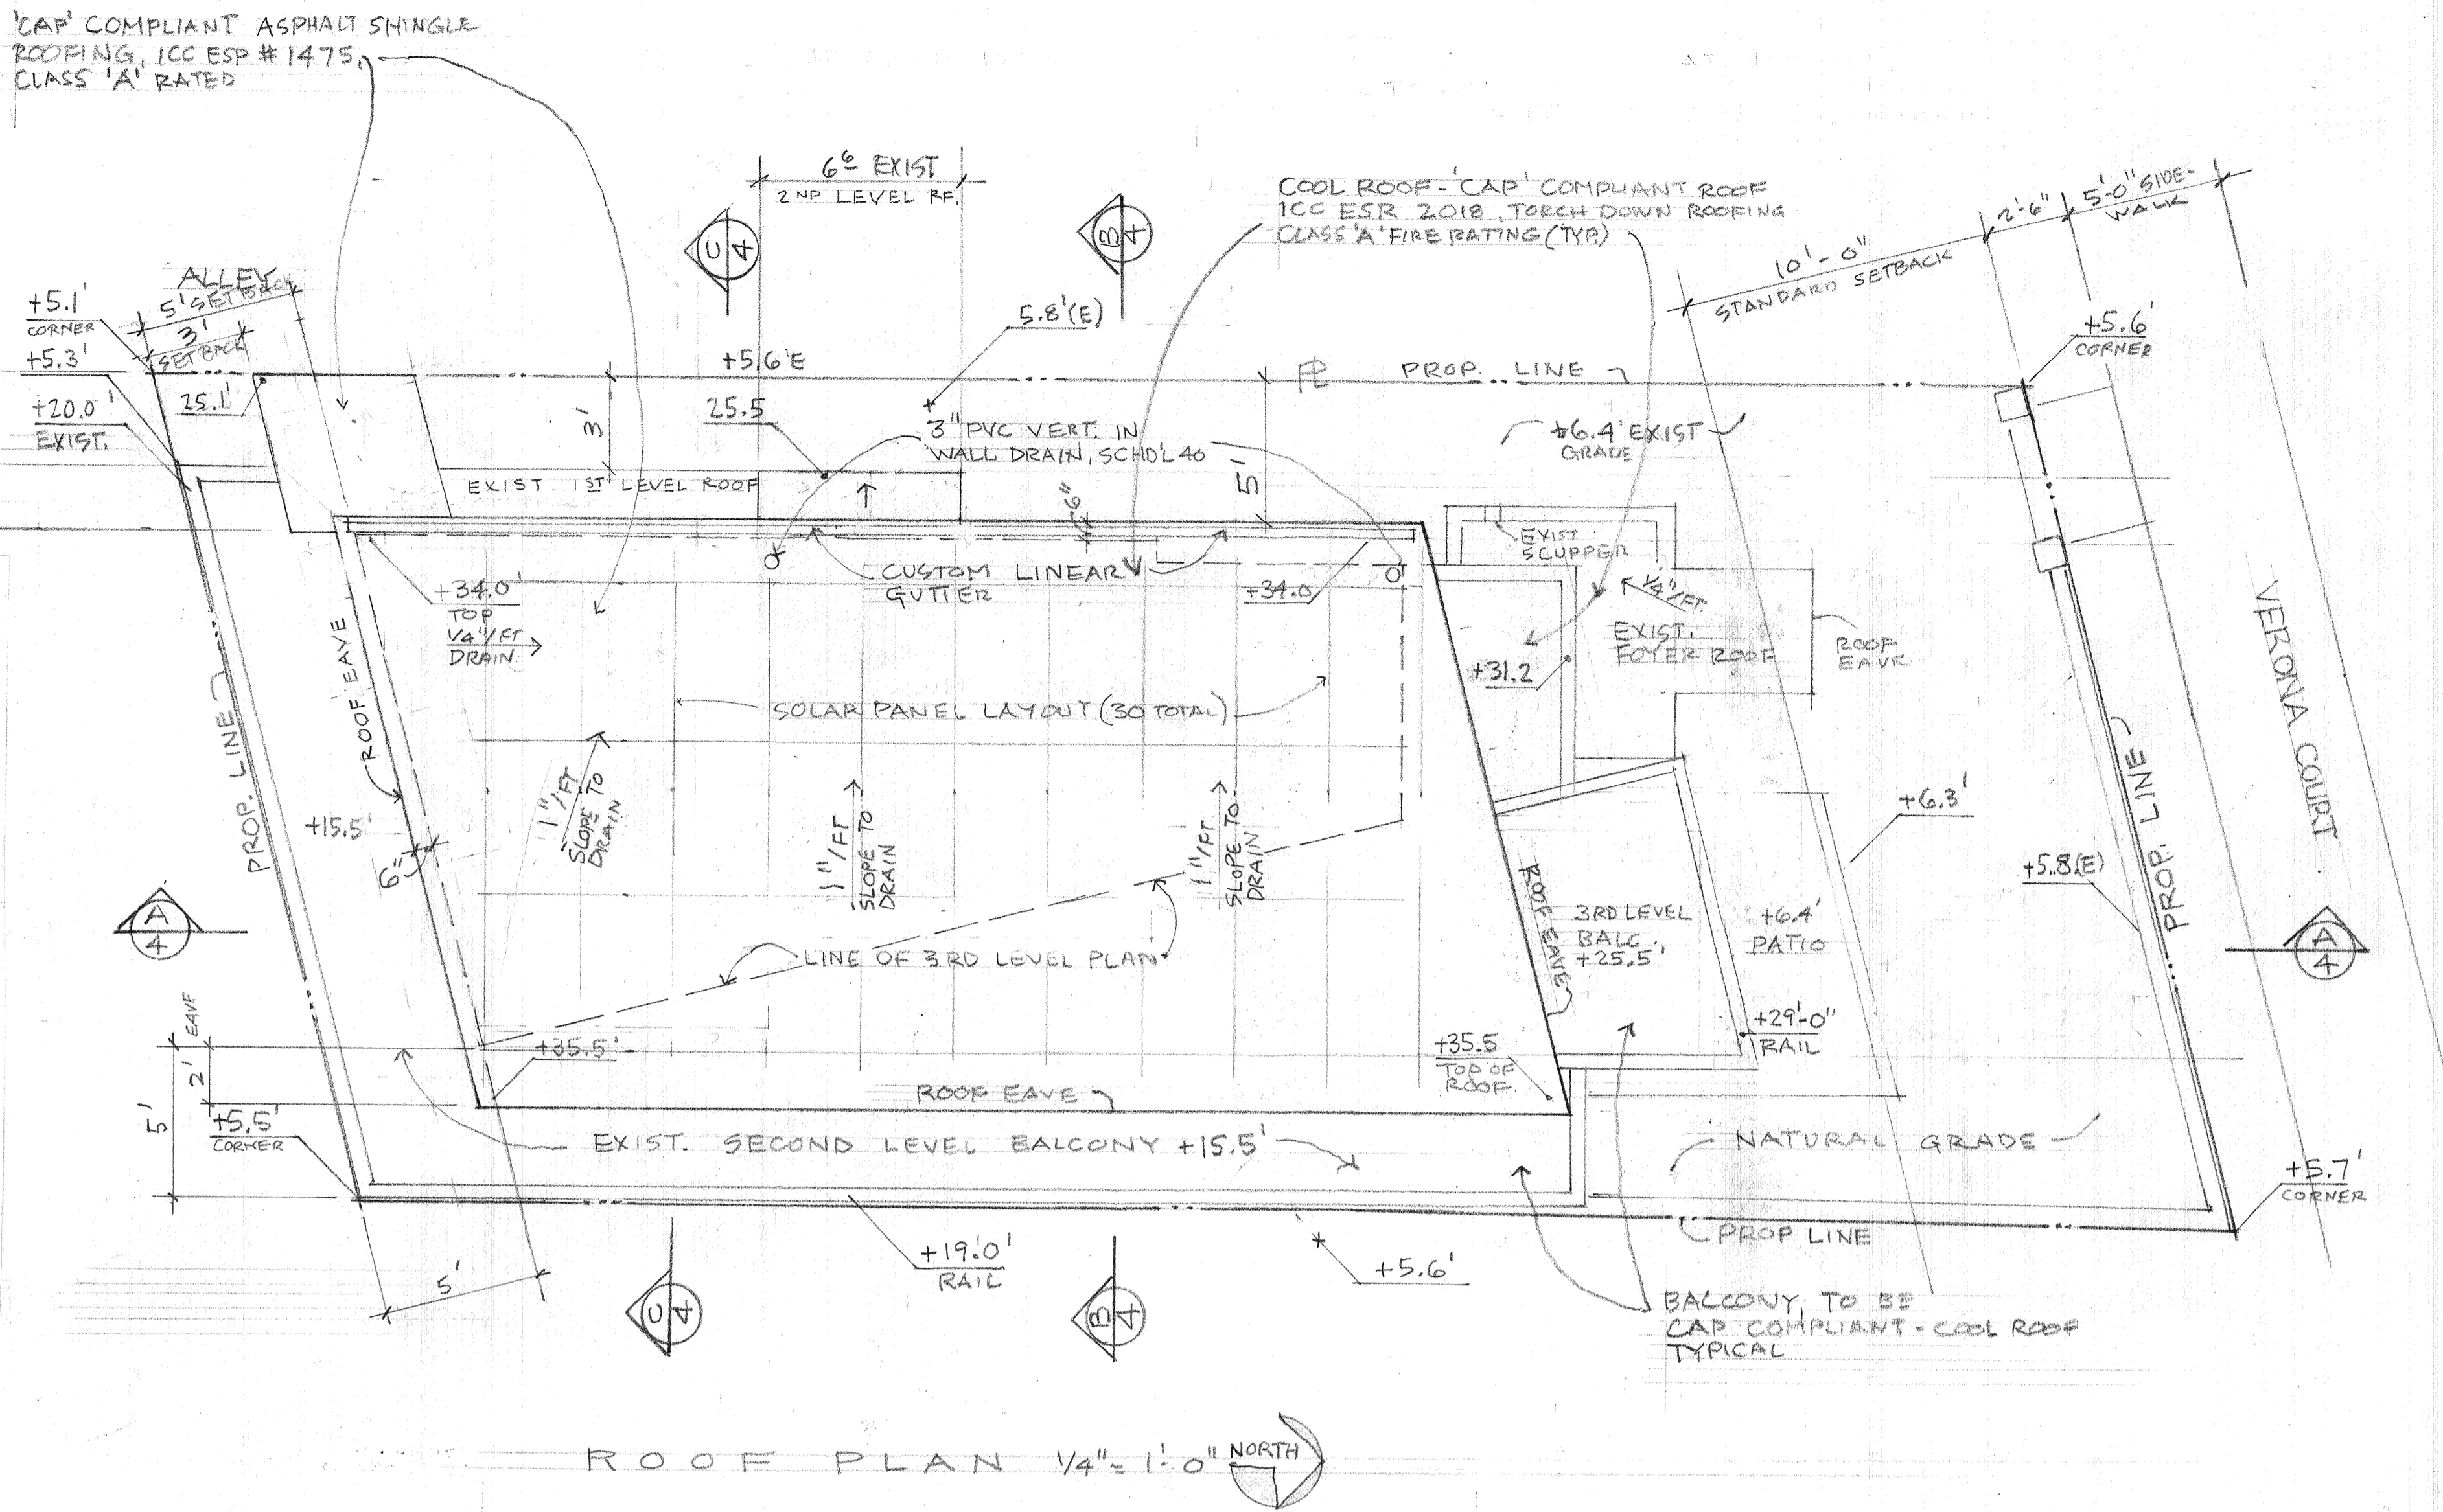 'CAP' COMPLIANT ASPHALT SHINGLE
ROOFING, ICC ESP # 1475,
CLASS 'A' RATED
6 6 EXIST
2ND LEVEL RF.
C
4
B
4
COOL ROOF - 'CAP' COMPLIANT ROOF
ICC ESR 2018, TORCH DOWN ROOFING
CLASS 'A' FIRE RATING (TYP.)
10'-0"
STANDARD SETBACK
2'-6"
5'-0" SIDE-
WALK
ALLEY
5' SETBACK
3'
SETBACK
+5.1'
CORNER
+5.3'
+20.0'
EXIST.
25.1'
3'
+5.6'E
25.5
5.8'(E)
3" PVC VERT. IN
WALL DRAIN, SCHD'L 40
5'
PL
PROP. LINE
+5.6'
CORNER
+6.4' EXIST
GRADE
EXIST. 1ST LEVEL ROOF
6"
EXIST
SCUPPER
1/4"/FT
EXIST.
FOYER ROOF
ROOF
EAVE
+34.0'
TOP
1/4"/FT
DRAIN
CUSTOM LINEAR
GUTTER
+34.0
+31.2
SOLAR PANEL LAYOUT (30 TOTAL)
PROP. LINE
ROOF EAVE
+15.5'
6"
1"/FT
SLOPE TO
DRAIN
1"/FT
SLOPE TO
DRAIN
1"/FT
SLOPE TO
DRAIN
LINE OF 3RD LEVEL PLAN
ROOF EAVE
3RD LEVEL
BALC.
+25.5'
+6.4'
PATIO
+6.3'
+5.8(E)
PROP. LINE
VERONA COURT
A
4
A
4
+29'-0"
RAIL
EAVE
2'
5'
+35.5'
+35.5
TOP OF
ROOF
ROOF EAVE
+5.5'
CORNER
EXIST. SECOND LEVEL BALCONY +15.5'
NATURAL GRADE
+5.7'
CORNER
PROP LINE
5'
+19.0'
RAIL
+5.6'
C
4
B
4
BALCONY, TO BE
CAP COMPLIANT - COOL ROOF
TYPICAL
ROOF PLAN 1/4" = 1'-0"
NORTH